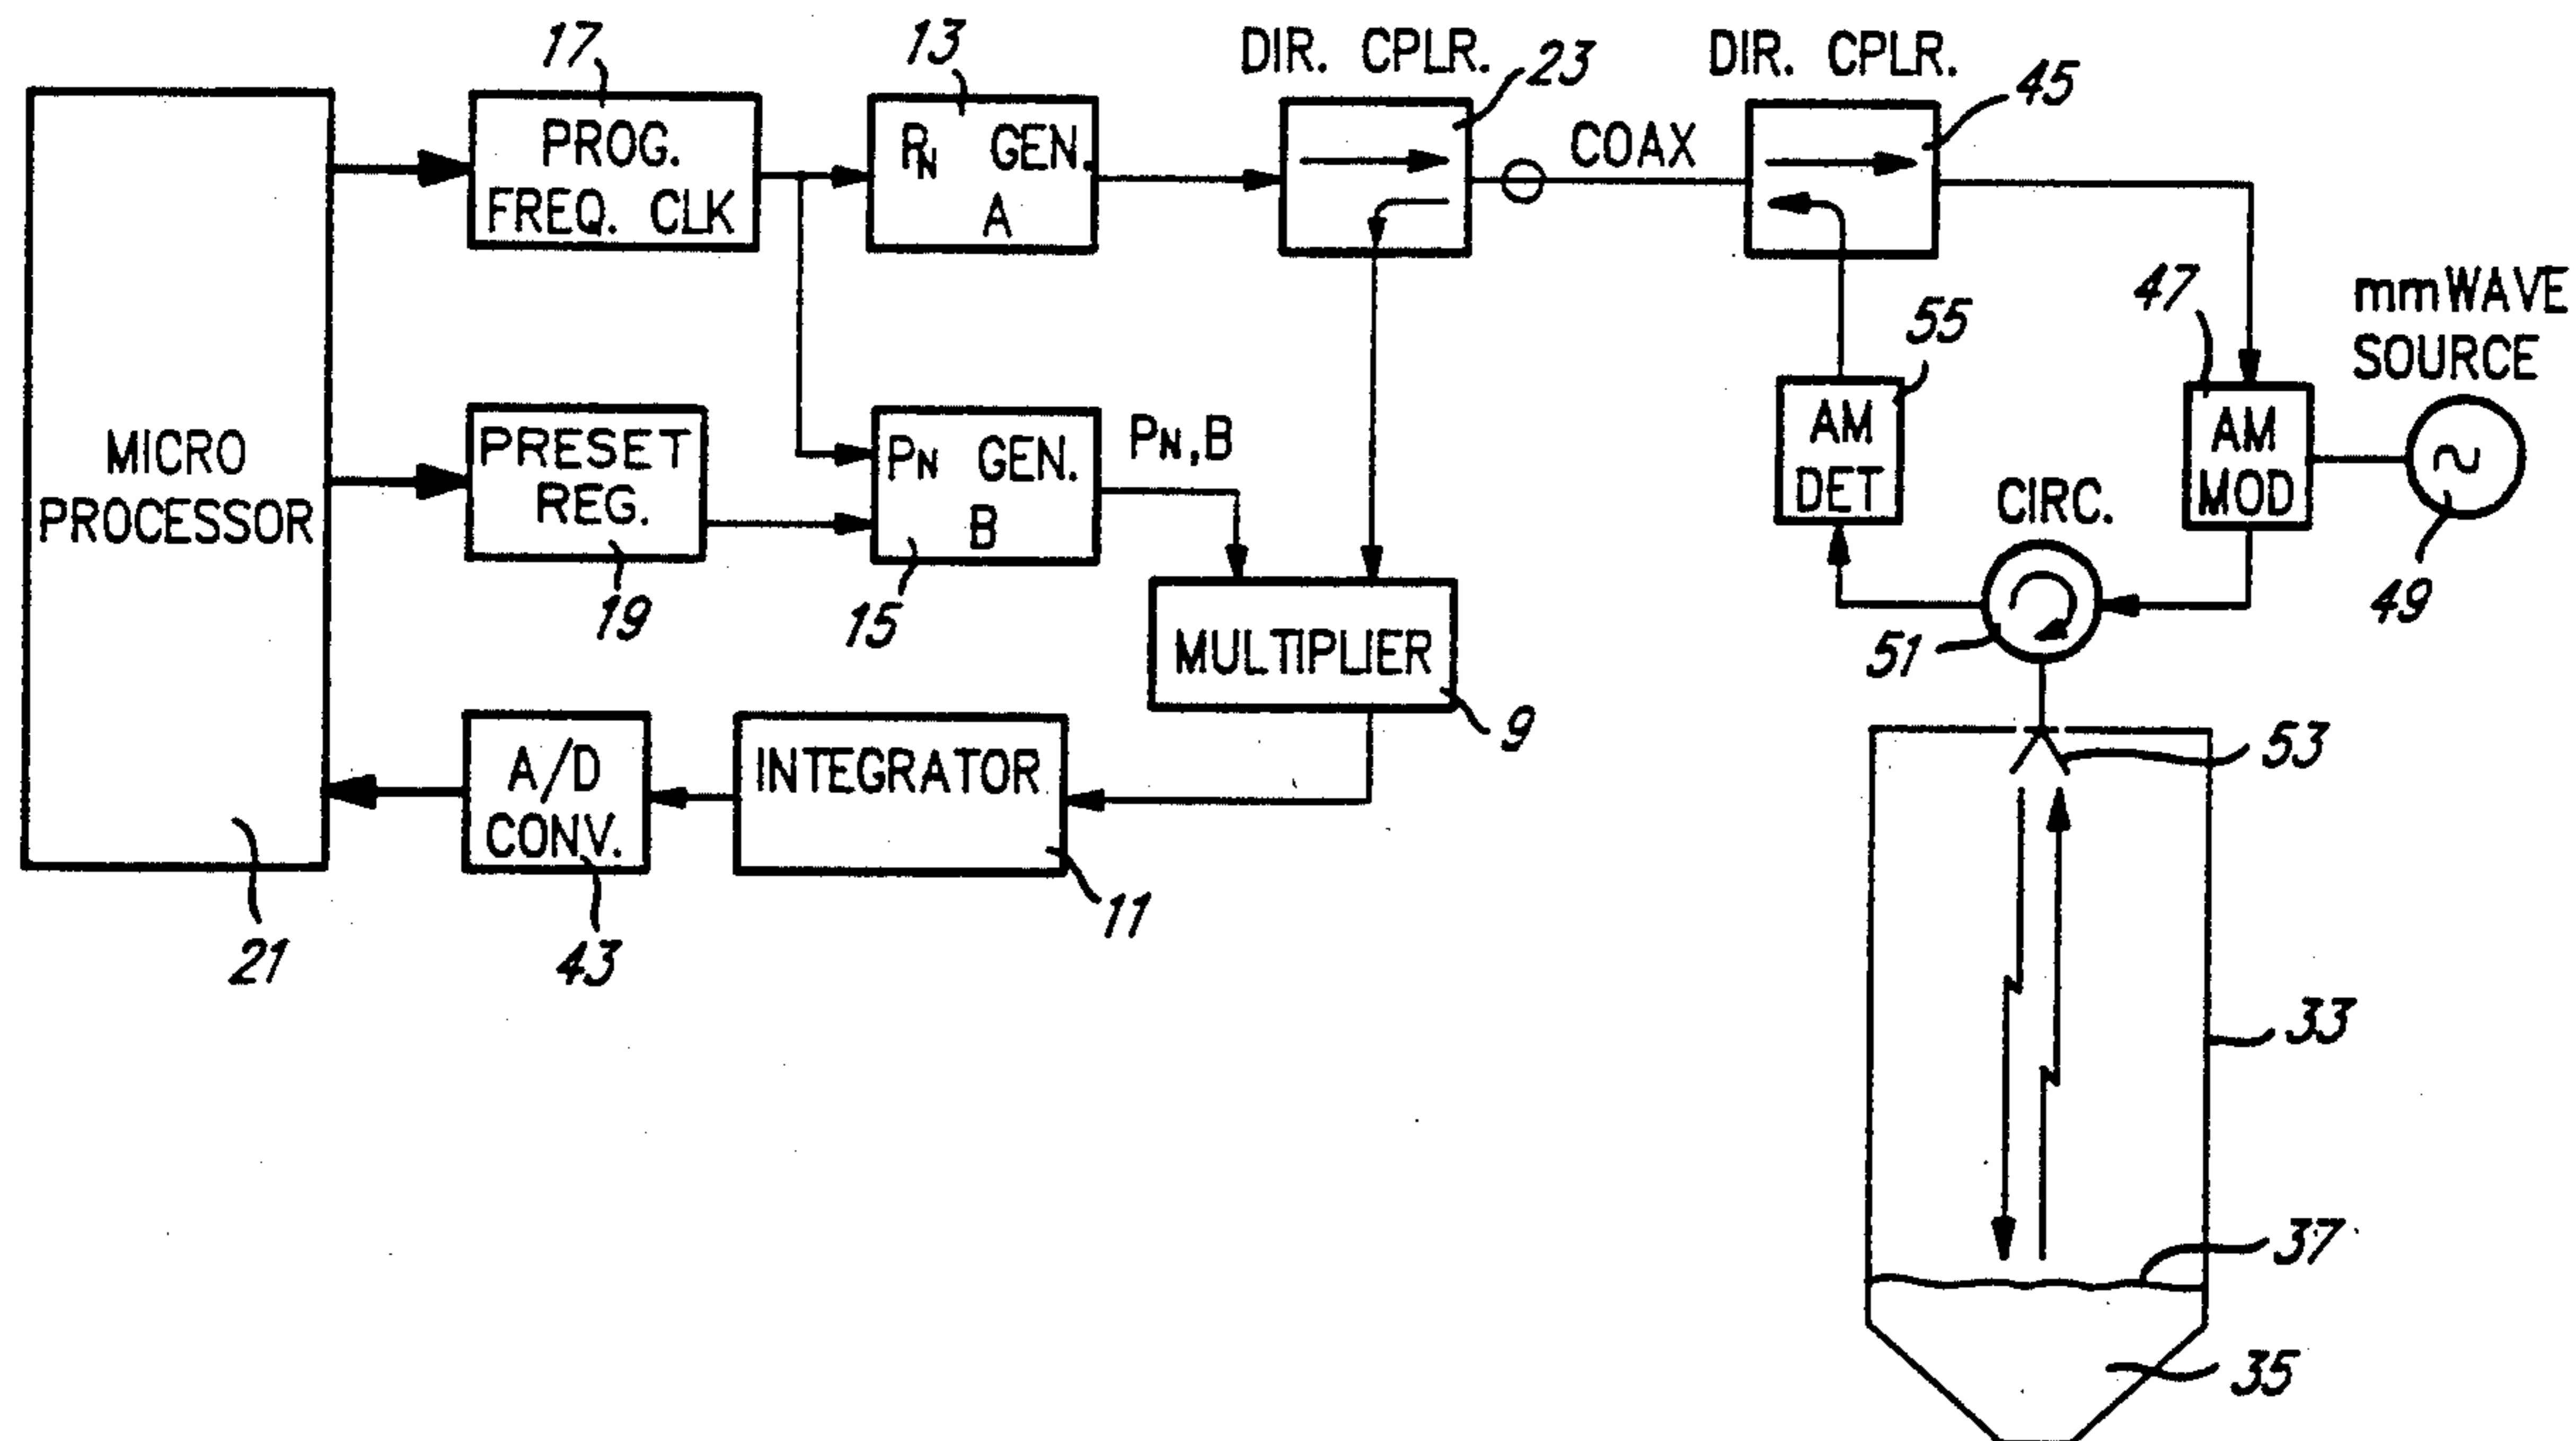 17
13
DIR. CPLR.
23
DIR. CPLR.
45
PROG.
FREQ. CLK
PN GEN.
A
COAX
47
mmWAVE
SOURCE
55
MICRO
PROCESSOR
PRESET
REG.
PN GEN.
B
PN,B
AM
DET
AM
MOD
CIRC.
19
15
49
MULTIPLIER
51
9
A/D
CONV.
INTEGRATOR
53
21
43
11
33
37
35